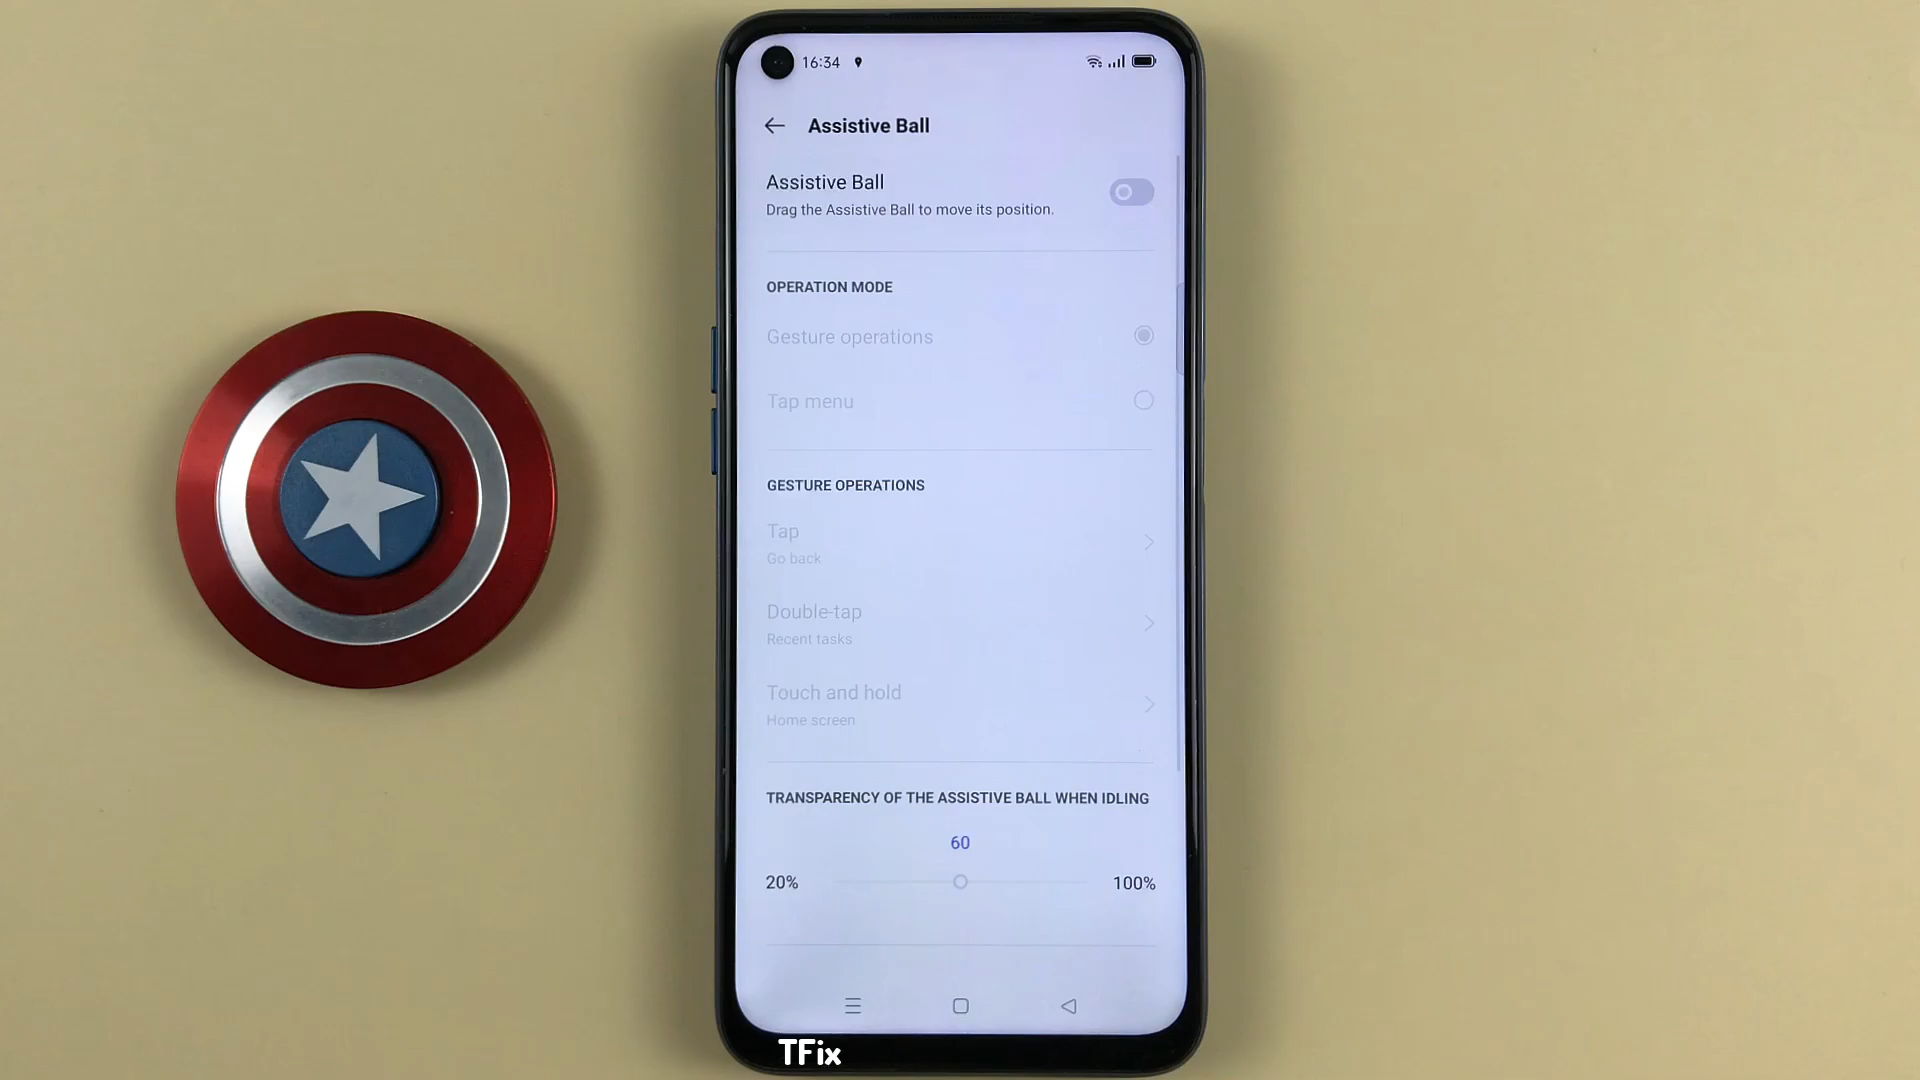 16:34
Assistive Ball
Assistive Ball
Drag the Assistive Ball to move its position.
OPERATION MODE
Gesture operations
Tap menu
GESTURE OPERATIONS
Tap
Go back
Double-tap
Recent tasks
Touch and hold
Home screen
TRANSPARENCY OF THE ASSISTIVE BALL WHEN IDLING
60
20% 100%
TFix